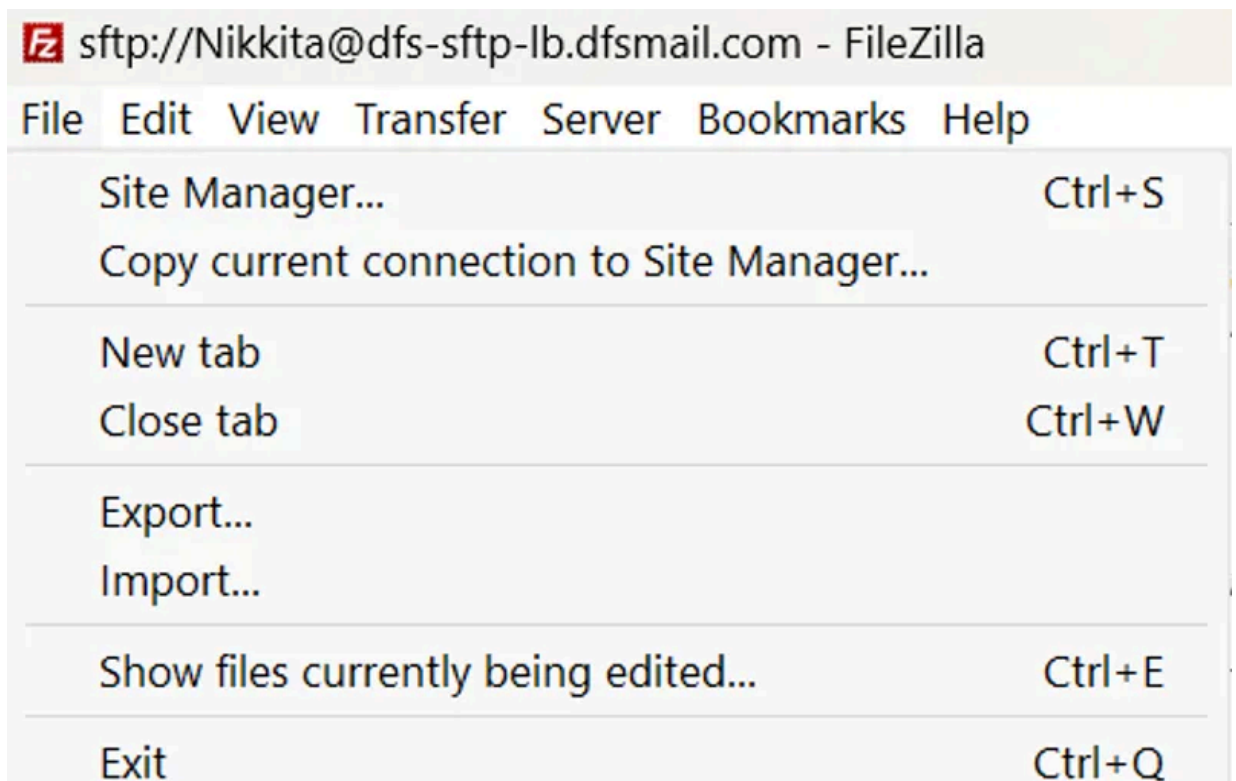 Fz sftp://Nikkita@dfs-sftp-lb.dfsmail.com - FileZilla
File Edit View Transfer Server Bookmarks Help
Site Manager... Ctrl+S
Copy current connection to Site Manager...
New tab Ctrl+T
Close tab Ctrl+W
Export...
Import...
Show files currently being edited... Ctrl+E
Exit Ctrl+Q